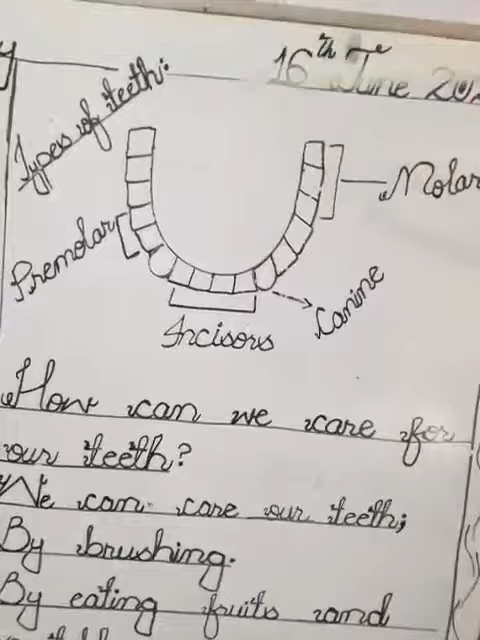 16th June
Types of teeth:
Molar
Premolar
Canine
Incisors
How can we care for
our teeth?
We can care our teeth;
By brushing.
By eating fruits and